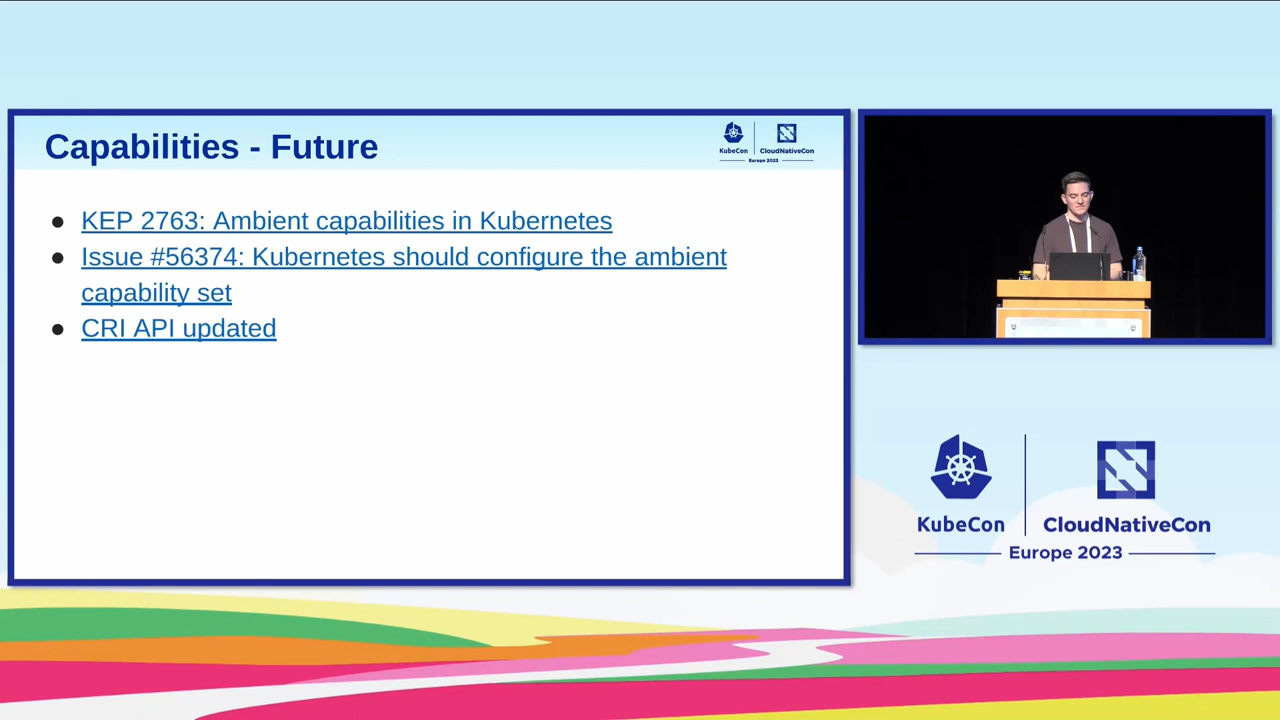 Capabilities - Future
KubeCon
CloudNativeCon
Europe 2023
● KEP 2763: Ambient capabilities in Kubernetes
● Issue #56374: Kubernetes should configure the ambient
capability set
● CRI API updated
KubeCon
CloudNativeCon
Europe 2023